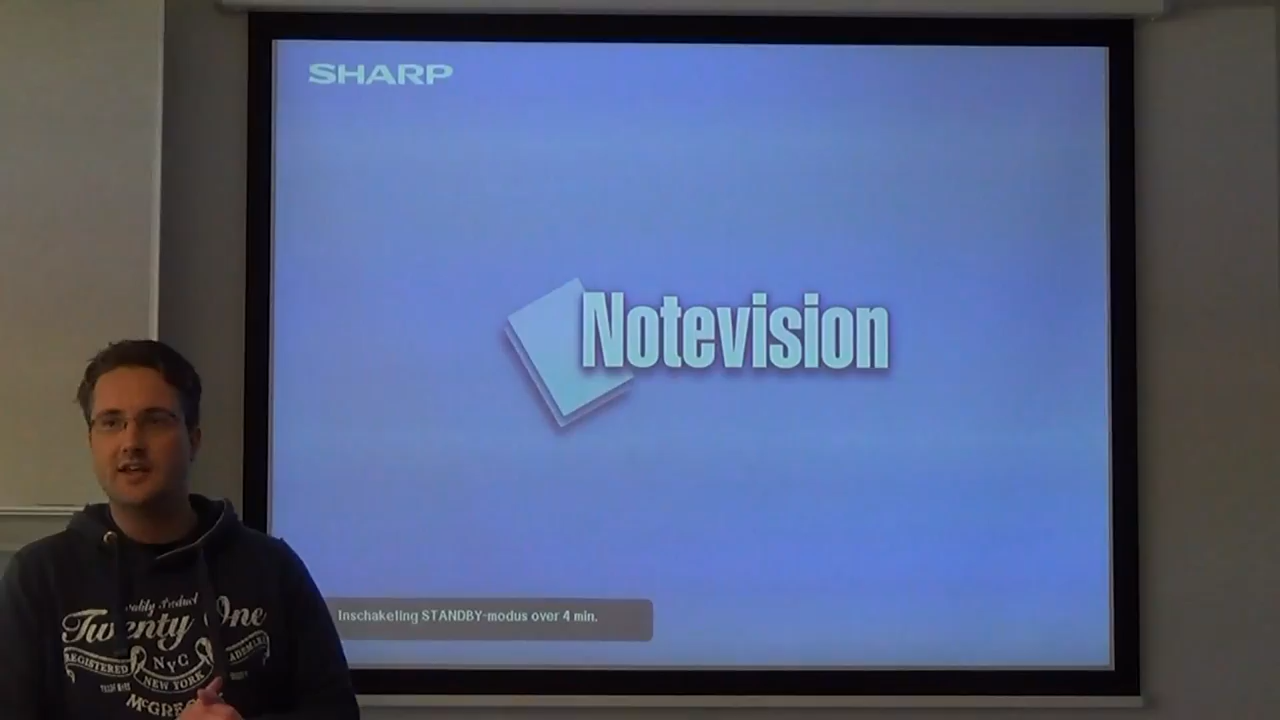 SHARP
Notevision
Inschakeling STANDBY-modus over 4 min.
Twenty One
REGISTERED
NYC
NEW YORK